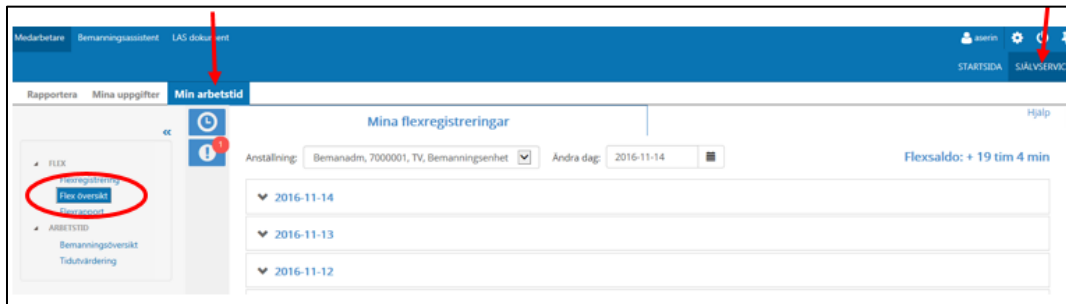 Medarbetare Bemanningsassistent LAS dokument aserin
STARTSIDA SJÄLVSERVIC
Rapportera Mina uppgifter Min arbetstid
Hjälp
«
Mina flexregistreringar
1
Anställning: Bemanadm, 7000001, TV, Bemanningsenhet Ändra dag: 2016-11-14 Flexsaldo: + 19 tim 4 min
FLEX
Flexregistrering
Flex översikt
Flexrapport
ARBETSTID
Bemanningsöversikt
Tidutvärdering
2016-11-14
2016-11-13
2016-11-12